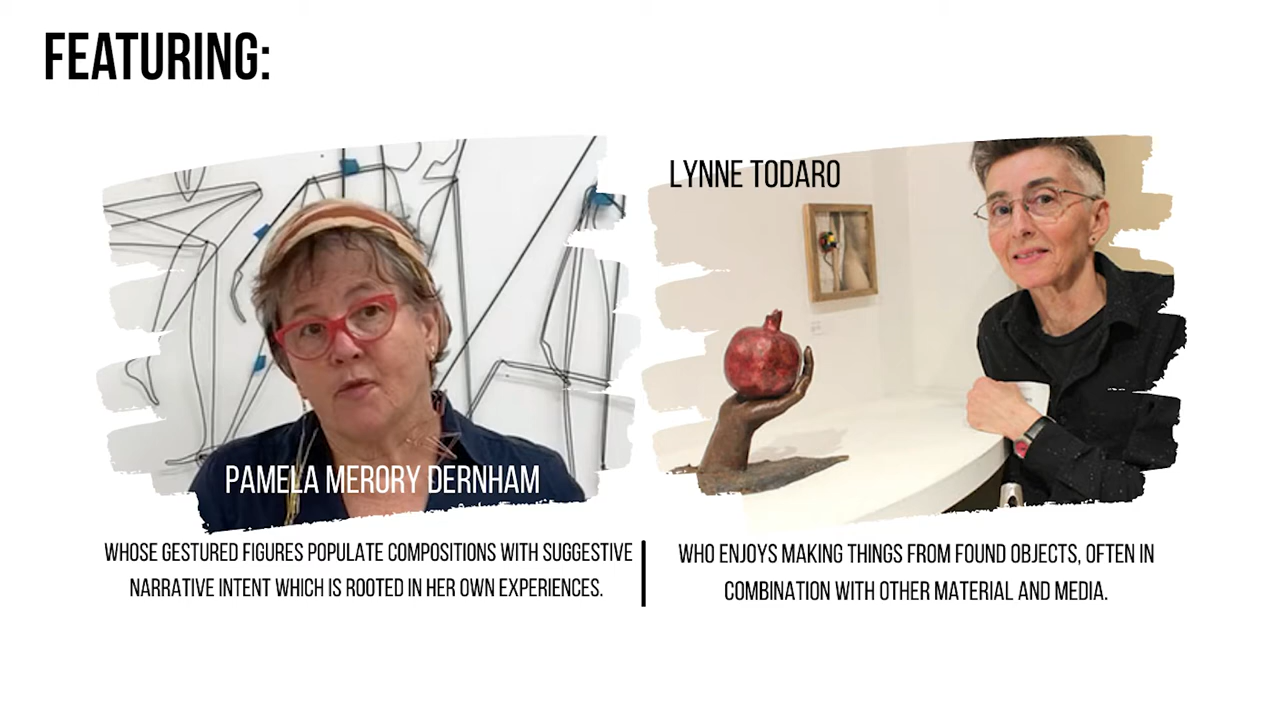 FEATURING:
PAMELA MERORY DERNHAM
WHOSE GESTURED FIGURES POPULATE COMPOSITIONS WITH SUGGESTIVE
NARRATIVE INTENT WHICH IS ROOTED IN HER OWN EXPERIENCES.
LYNNE TODARO
WHO ENJOYS MAKING THINGS FROM FOUND OBJECTS, OFTEN IN
COMBINATION WITH OTHER MATERIAL AND MEDIA.